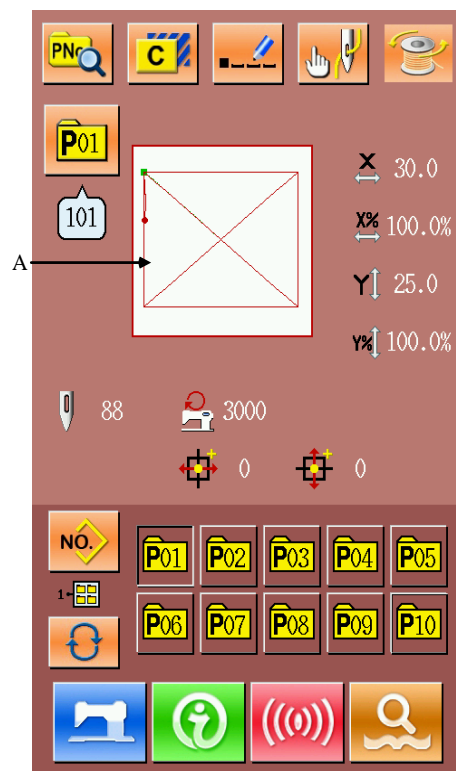 PNo.
C
P01
X 30.0
101
X% 100.0%
A
Y 25.0
Y% 100.0%
88 3000
0 0
NO.
P01 P02 P03 P04 P05
1-
P06 P07 P08 P09 P10
i